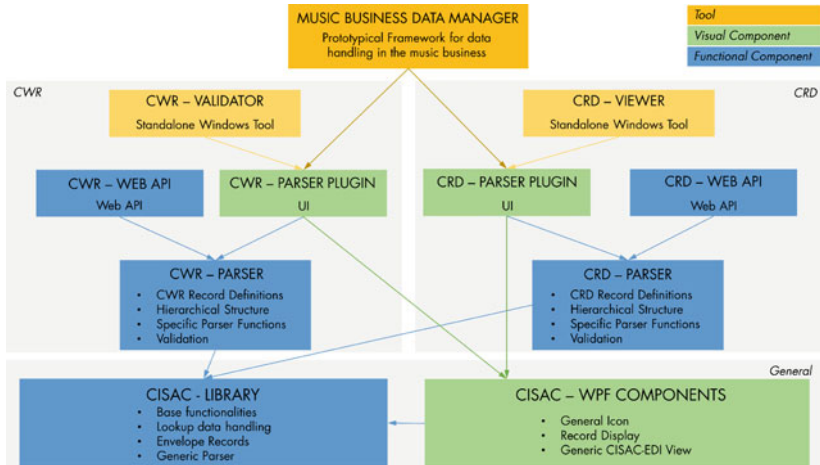 MUSIC BUSINESS DATA MANAGER
Prototypical Framework for data
handling in the music business
Tool
Visual Component
Functional Component
CWR
CRD
CWR – VALIDATOR
Standalone Windows Tool
CRD – VIEWER
Standalone Windows Tool
CWR – WEB API
Web API
CWR – PARSER PLUGIN
UI
CRD – PARSER PLUGIN
UI
CRD – WEB API
Web API
CWR – PARSER
• CWR Record Definitions
• Hierarchical Structure
• Specific Parser Functions
• Validation
CRD – PARSER
• CRD Record Definitions
• Hierarchical Structure
• Specific Parser Functions
• Validation
General
CISAC - LIBRARY
• Base functionalities
• Lookup data handling
• Envelope Records
• Generic Parser
CISAC – WPF COMPONENTS
• General Icon
• Record Display
• Generic CISAC-EDI View